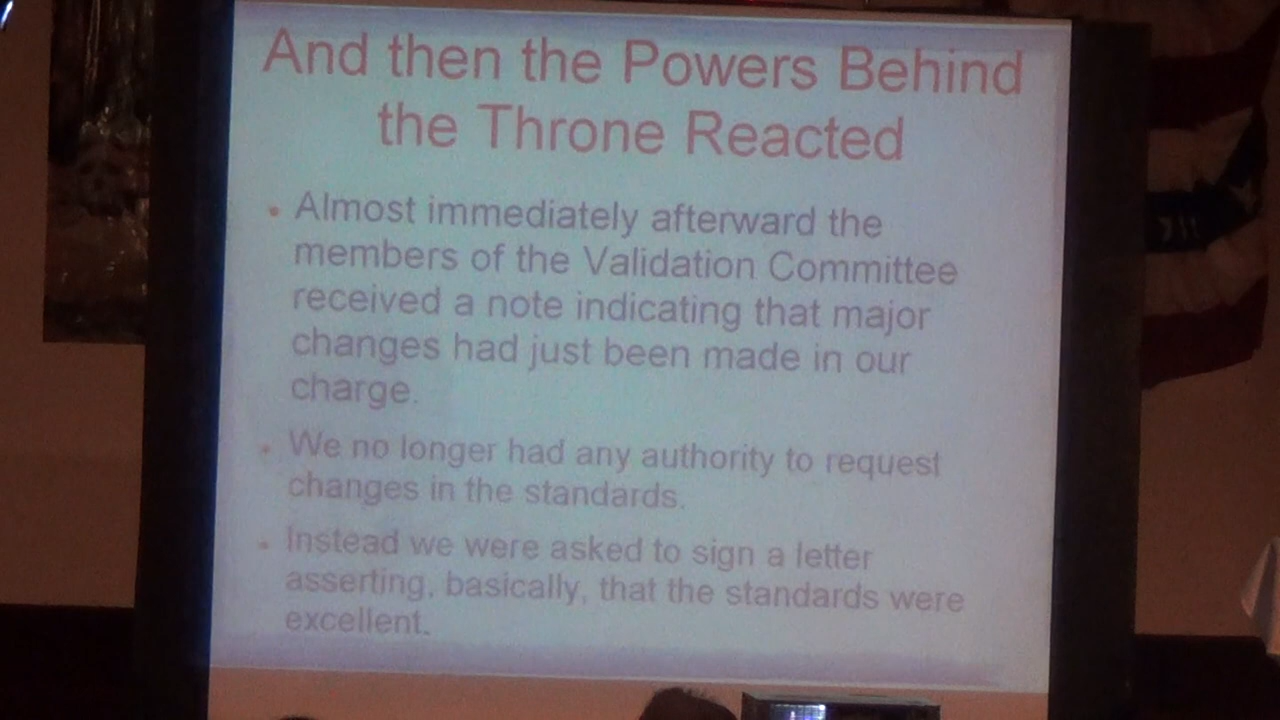 And then the Powers Behind
the Throne Reacted
• Almost immediately afterward the
members of the Validation Committee
received a note indicating that major
changes had just been made in our
charge.
• We no longer had any authority to request
changes in the standards.
• Instead we were asked to sign a letter
asserting, basically, that the standards were
excellent.